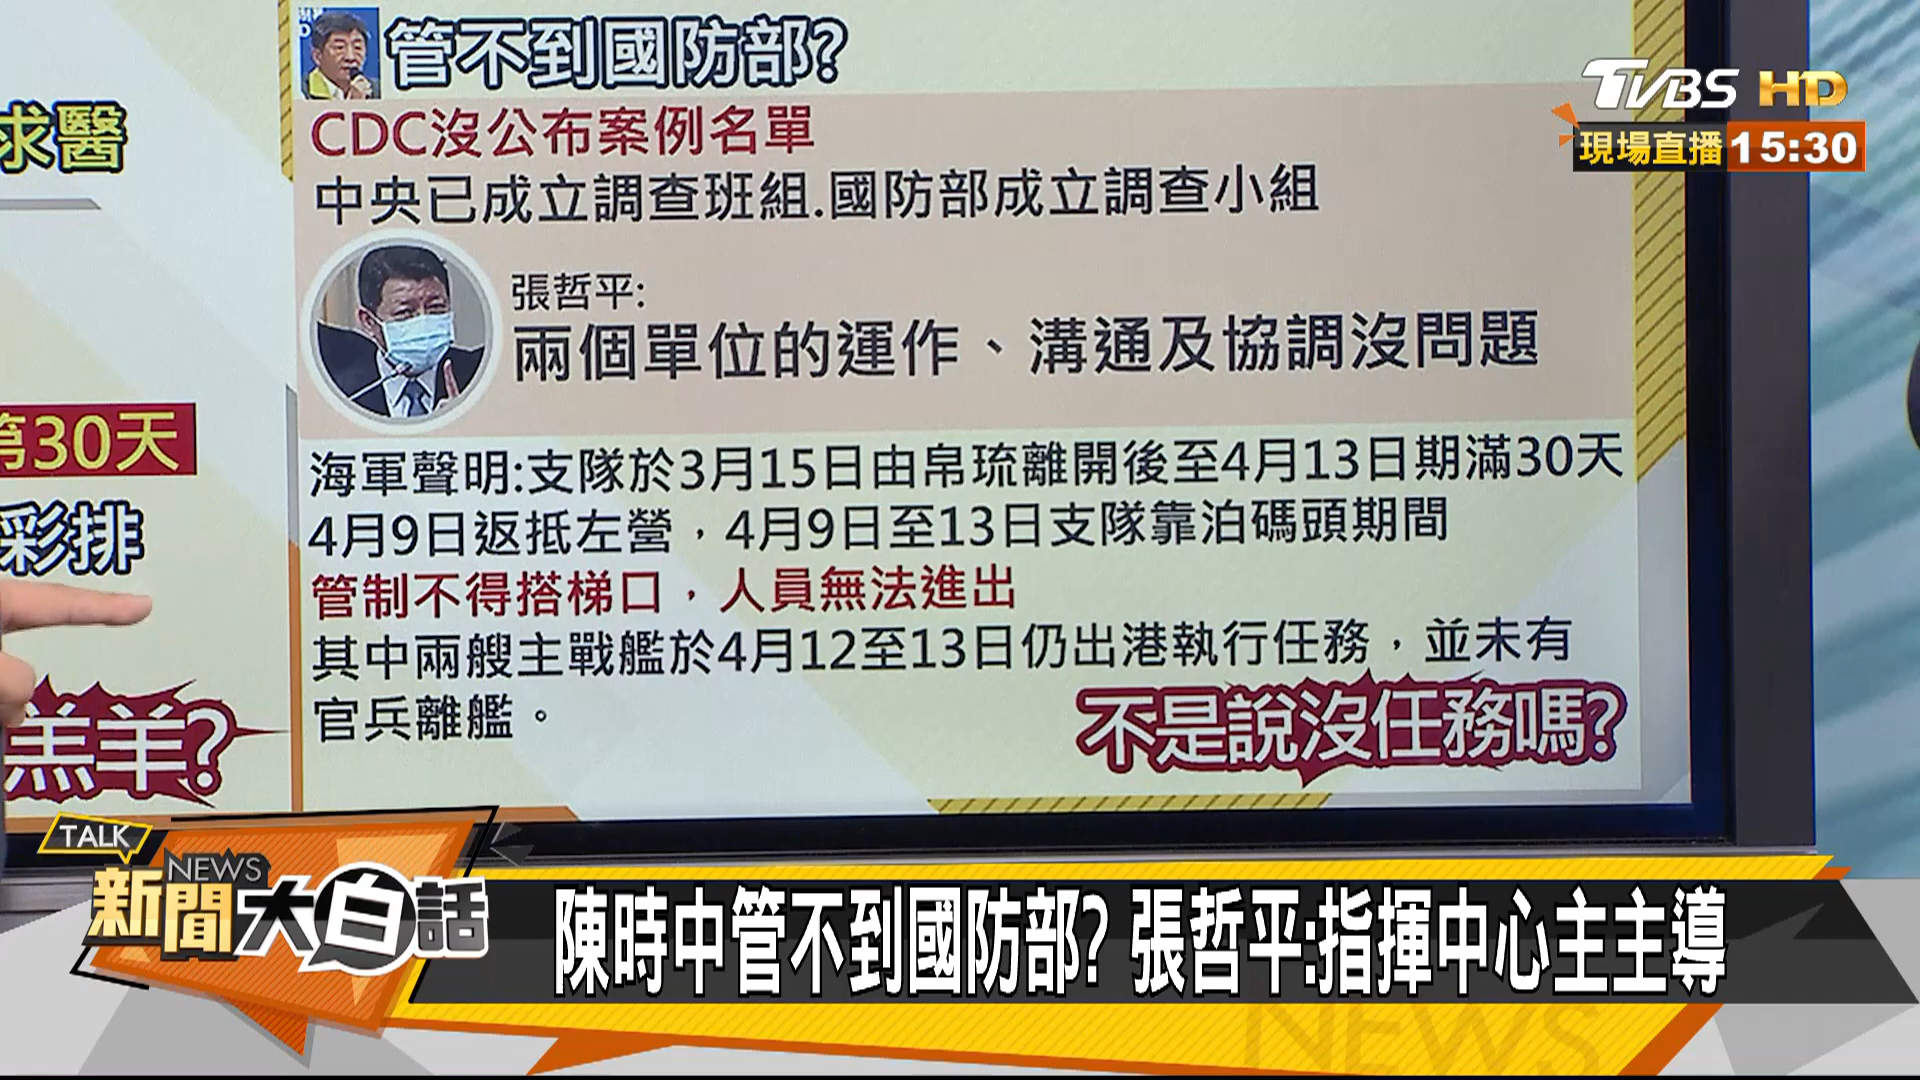 管不到國防部?
CDC沒公布案例名單
中央已成立調查班組.國防部成立調查小組
張哲平:
兩個單位的運作、溝通及協調沒問題
海軍聲明:支隊於3月15日由帛琉離開後至4月13日期滿30天
4月9日返抵左營，4月9日至13日支隊靠泊碼頭期間
管制不得搭梯口，人員無法進出
其中兩艘主戰艦於4月12至13日仍出港執行任務，並未有
官兵離艦。
不是說沒任務嗎?
求醫
第30天
彩排
羔羊?
TVBS HD
現場直播 15:30
TALK
NEWS
新聞大白話
陳時中管不到國防部? 張哲平:指揮中心主主導
NEWS